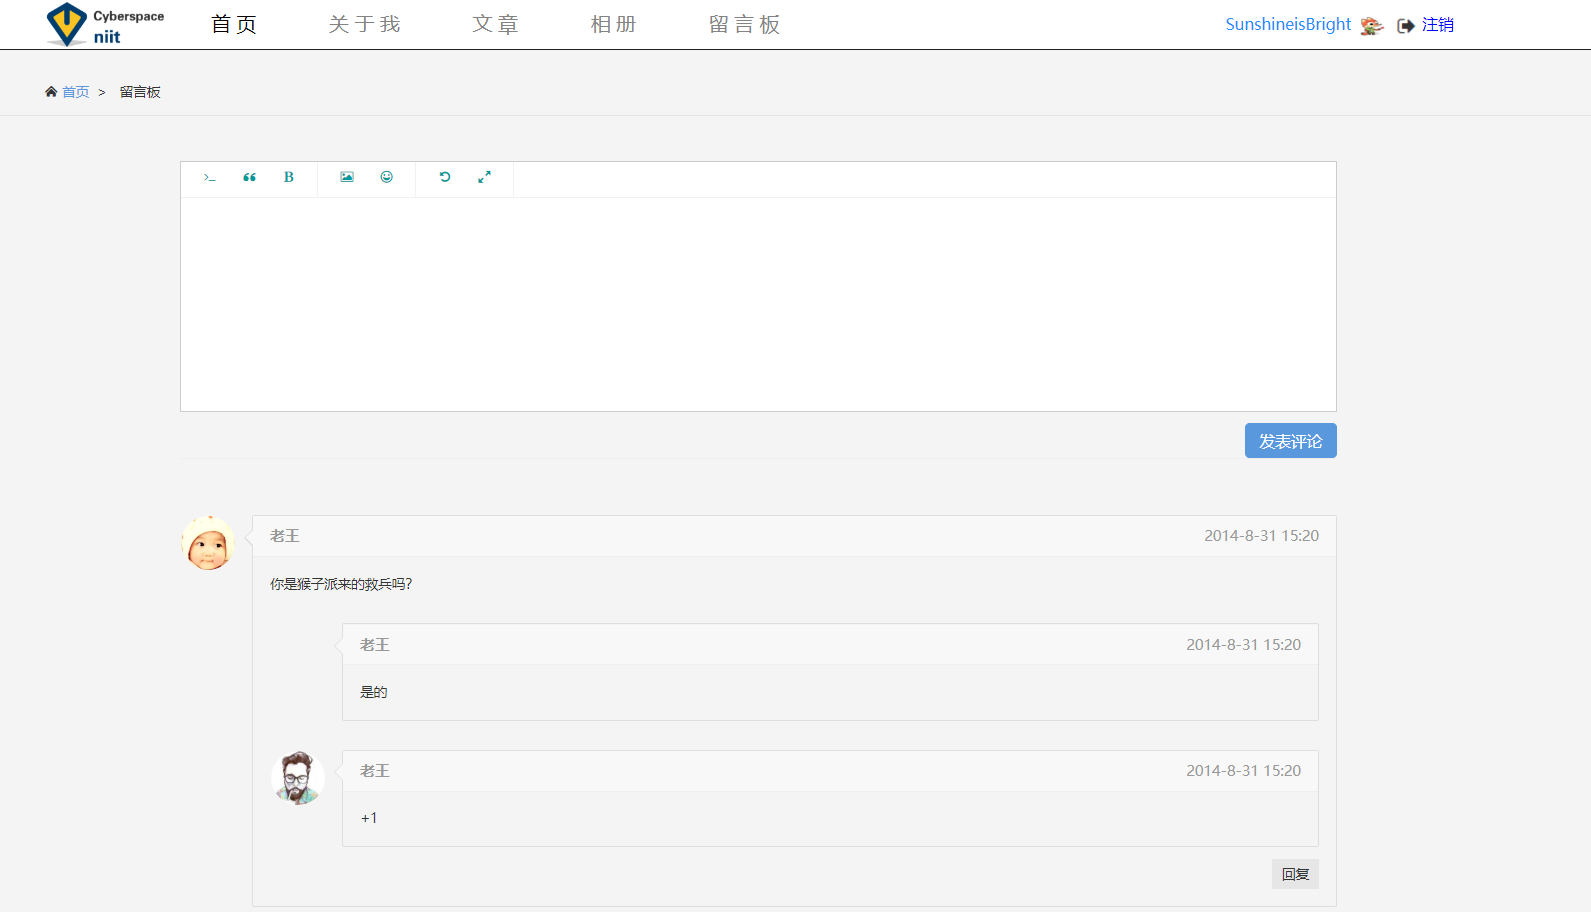 Cyberspace
niit
首页 关于我 文章 相册 留言板 SunshineisBright 注销
首页 > 留言板
B
发表评论
老王 2014-8-31 15:20
你是猴子派来的救兵吗?
老王 2014-8-31 15:20
是的
老王 2014-8-31 15:20
+1
回复